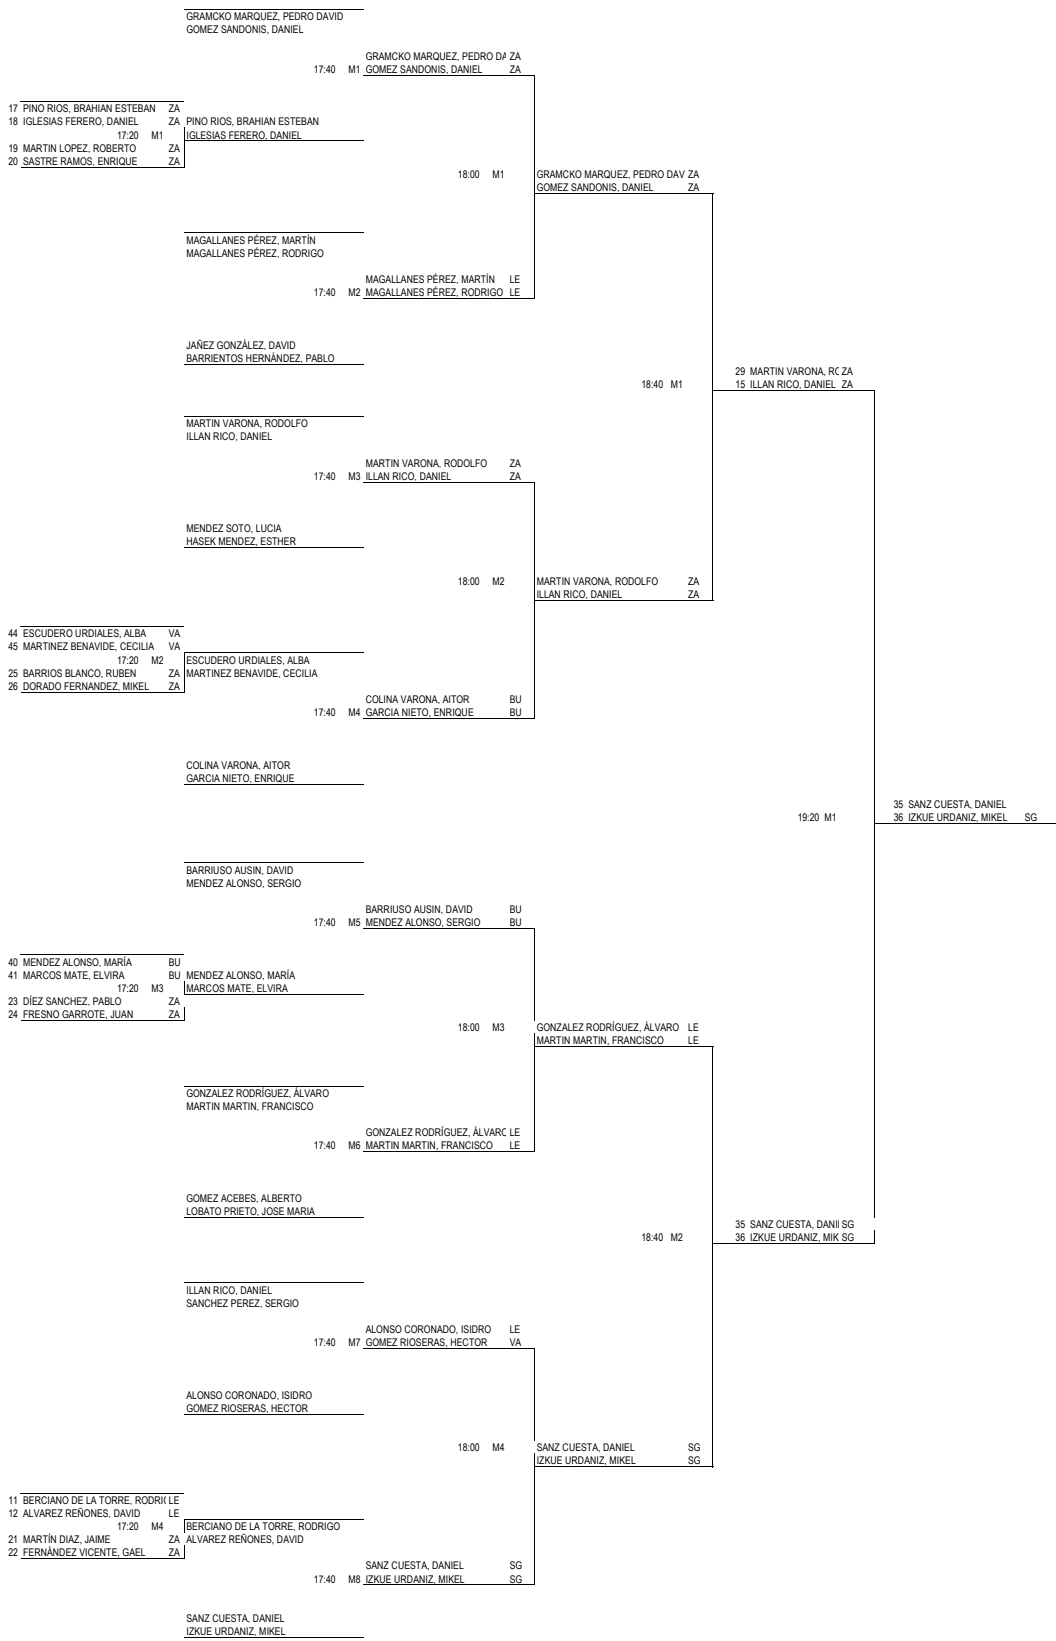 GRAMCKO MARQUEZ, PEDRO DAVID
GOMEZ SANDONIS, DANIEL
GRAMCKO MARQUEZ, PEDRO DA ZA
17:40 M1 GOMEZ SANDONIS, DANIEL ZA
17 PINO RIOS, BRAHIAN ESTEBAN ZA
18 IGLESIAS FERERO, DANIEL ZA PINO RIOS, BRAHIAN ESTEBAN
17:20 M1 IGLESIAS FERERO, DANIEL
19 MARTIN LOPEZ, ROBERTO ZA
20 SASTRE RAMOS, ENRIQUE ZA
18:00 M1 GRAMCKO MARQUEZ, PEDRO DAV ZA
GOMEZ SANDONIS, DANIEL ZA
MAGALLANES PÉREZ, MARTÍN
MAGALLANES PÉREZ, RODRIGO
MAGALLANES PÉREZ, MARTÍN LE
17:40 M2 MAGALLANES PÉREZ, RODRIGO LE
JAÑEZ GONZÁLEZ, DAVID
BARRIENTOS HERNÁNDEZ, PABLO
29 MARTIN VARONA, RC ZA
18:40 M1 15 ILLAN RICO, DANIEL ZA
MARTIN VARONA, RODOLFO
ILLAN RICO, DANIEL
MARTIN VARONA, RODOLFO ZA
17:40 M3 ILLAN RICO, DANIEL ZA
MENDEZ SOTO, LUCIA
HASEK MENDEZ, ESTHER
18:00 M2 MARTIN VARONA, RODOLFO ZA
ILLAN RICO, DANIEL ZA
44 ESCUDERO URDIALES, ALBA VA
45 MARTINEZ BENAVIDE, CECILIA VA
17:20 M2 ESCUDERO URDIALES, ALBA
25 BARRIOS BLANCO, RUBEN ZA MARTINEZ BENAVIDE, CECILIA
26 DORADO FERNANDEZ, MIKEL ZA
COLINA VARONA, AITOR BU
17:40 M4 GARCIA NIETO, ENRIQUE BU
COLINA VARONA, AITOR
GARCIA NIETO, ENRIQUE
35 SANZ CUESTA, DANIEL
19:20 M1 36 IZKUE URDANIZ, MIKEL SG
BARRIUSO AUSIN, DAVID
MENDEZ ALONSO, SERGIO
BARRIUSO AUSIN, DAVID BU
17:40 M5 MENDEZ ALONSO, SERGIO BU
40 MENDEZ ALONSO, MARÍA BU
41 MARCOS MATE, ELVIRA BU MENDEZ ALONSO, MARÍA
17:20 M3 MARCOS MATE, ELVIRA
23 DÍEZ SANCHEZ, PABLO ZA
24 FRESNO GARROTE, JUAN ZA
18:00 M3 GONZALEZ RODRÍGUEZ, ÁLVARO LE
MARTIN MARTIN, FRANCISCO LE
GONZALEZ RODRÍGUEZ, ÁLVARO
MARTIN MARTIN, FRANCISCO
GONZALEZ RODRÍGUEZ, ÁLVARC LE
17:40 M6 MARTIN MARTIN, FRANCISCO LE
GOMEZ ACEBES, ALBERTO
LOBATO PRIETO, JOSE MARIA
35 SANZ CUESTA, DANII SG
18:40 M2 36 IZKUE URDANIZ, MIK SG
ILLAN RICO, DANIEL
SANCHEZ PEREZ, SERGIO
ALONSO CORONADO, ISIDRO LE
17:40 M7 GOMEZ RIOSERAS, HECTOR VA
ALONSO CORONADO, ISIDRO
GOMEZ RIOSERAS, HECTOR
18:00 M4 SANZ CUESTA, DANIEL SG
IZKUE URDANIZ, MIKEL SG
11 BERCIANO DE LA TORRE, RODRI( LE
12 ALVAREZ REÑONES, DAVID LE
17:20 M4 BERCIANO DE LA TORRE, RODRIGO
21 MARTÍN DIAZ, JAIME ZA ALVAREZ REÑONES, DAVID
22 FERNÁNDEZ VICENTE, GAEL ZA
SANZ CUESTA, DANIEL SG
17:40 M8 IZKUE URDANIZ, MIKEL SG
SANZ CUESTA, DANIEL
IZKUE URDANIZ, MIKEL